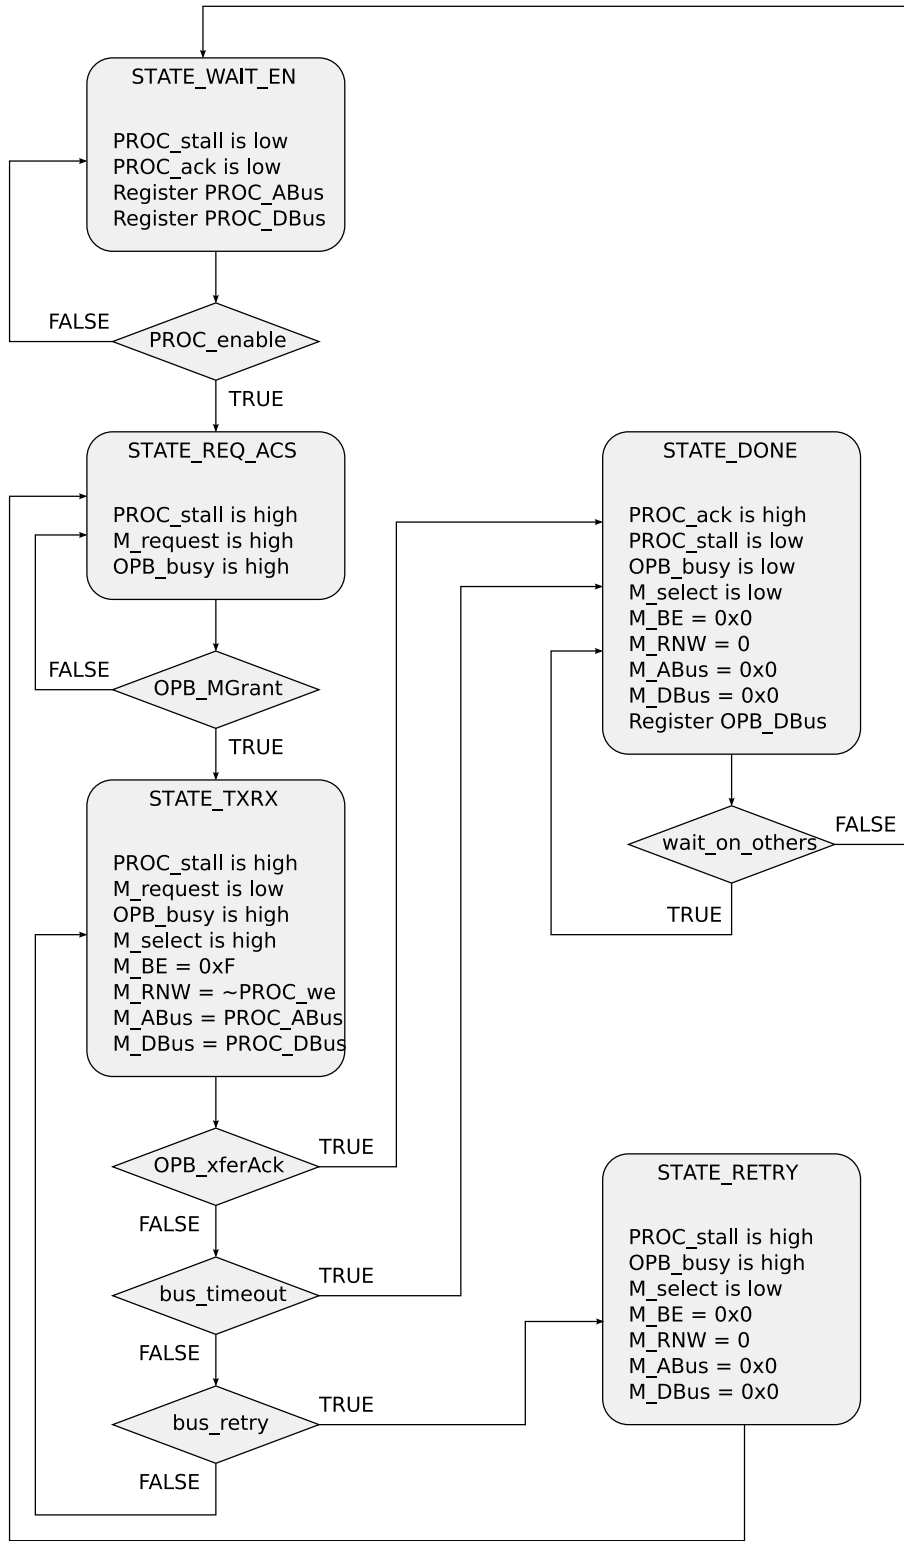 STATE_WAIT_EN
PROC_stall is low
PROC_ack is low
Register PROC_ABus
Register PROC_DBus
FALSE
PROC_enable
TRUE
STATE_REQ_ACS
PROC_stall is high
M_request is high
OPB_busy is high
FALSE
OPB_MGrant
TRUE
STATE_TXRX
PROC_stall is high
M_request is low
OPB_busy is high
M_select is high
M_BE = 0xF
M_RNW = ~PROC_we
M_ABus = PROC_ABus
M_DBus = PROC_DBus
OPB_xferAck
TRUE
FALSE
bus_timeout
TRUE
FALSE
bus_retry
TRUE
FALSE
STATE_DONE
PROC_ack is high
PROC_stall is low
OPB_busy is low
M_select is low
M_BE = 0x0
M_RNW = 0
M_ABus = 0x0
M_DBus = 0x0
Register OPB_DBus
wait_on_others
FALSE
TRUE
STATE_RETRY
PROC_stall is high
OPB_busy is high
M_select is low
M_BE = 0x0
M_RNW = 0
M_ABus = 0x0
M_DBus = 0x0